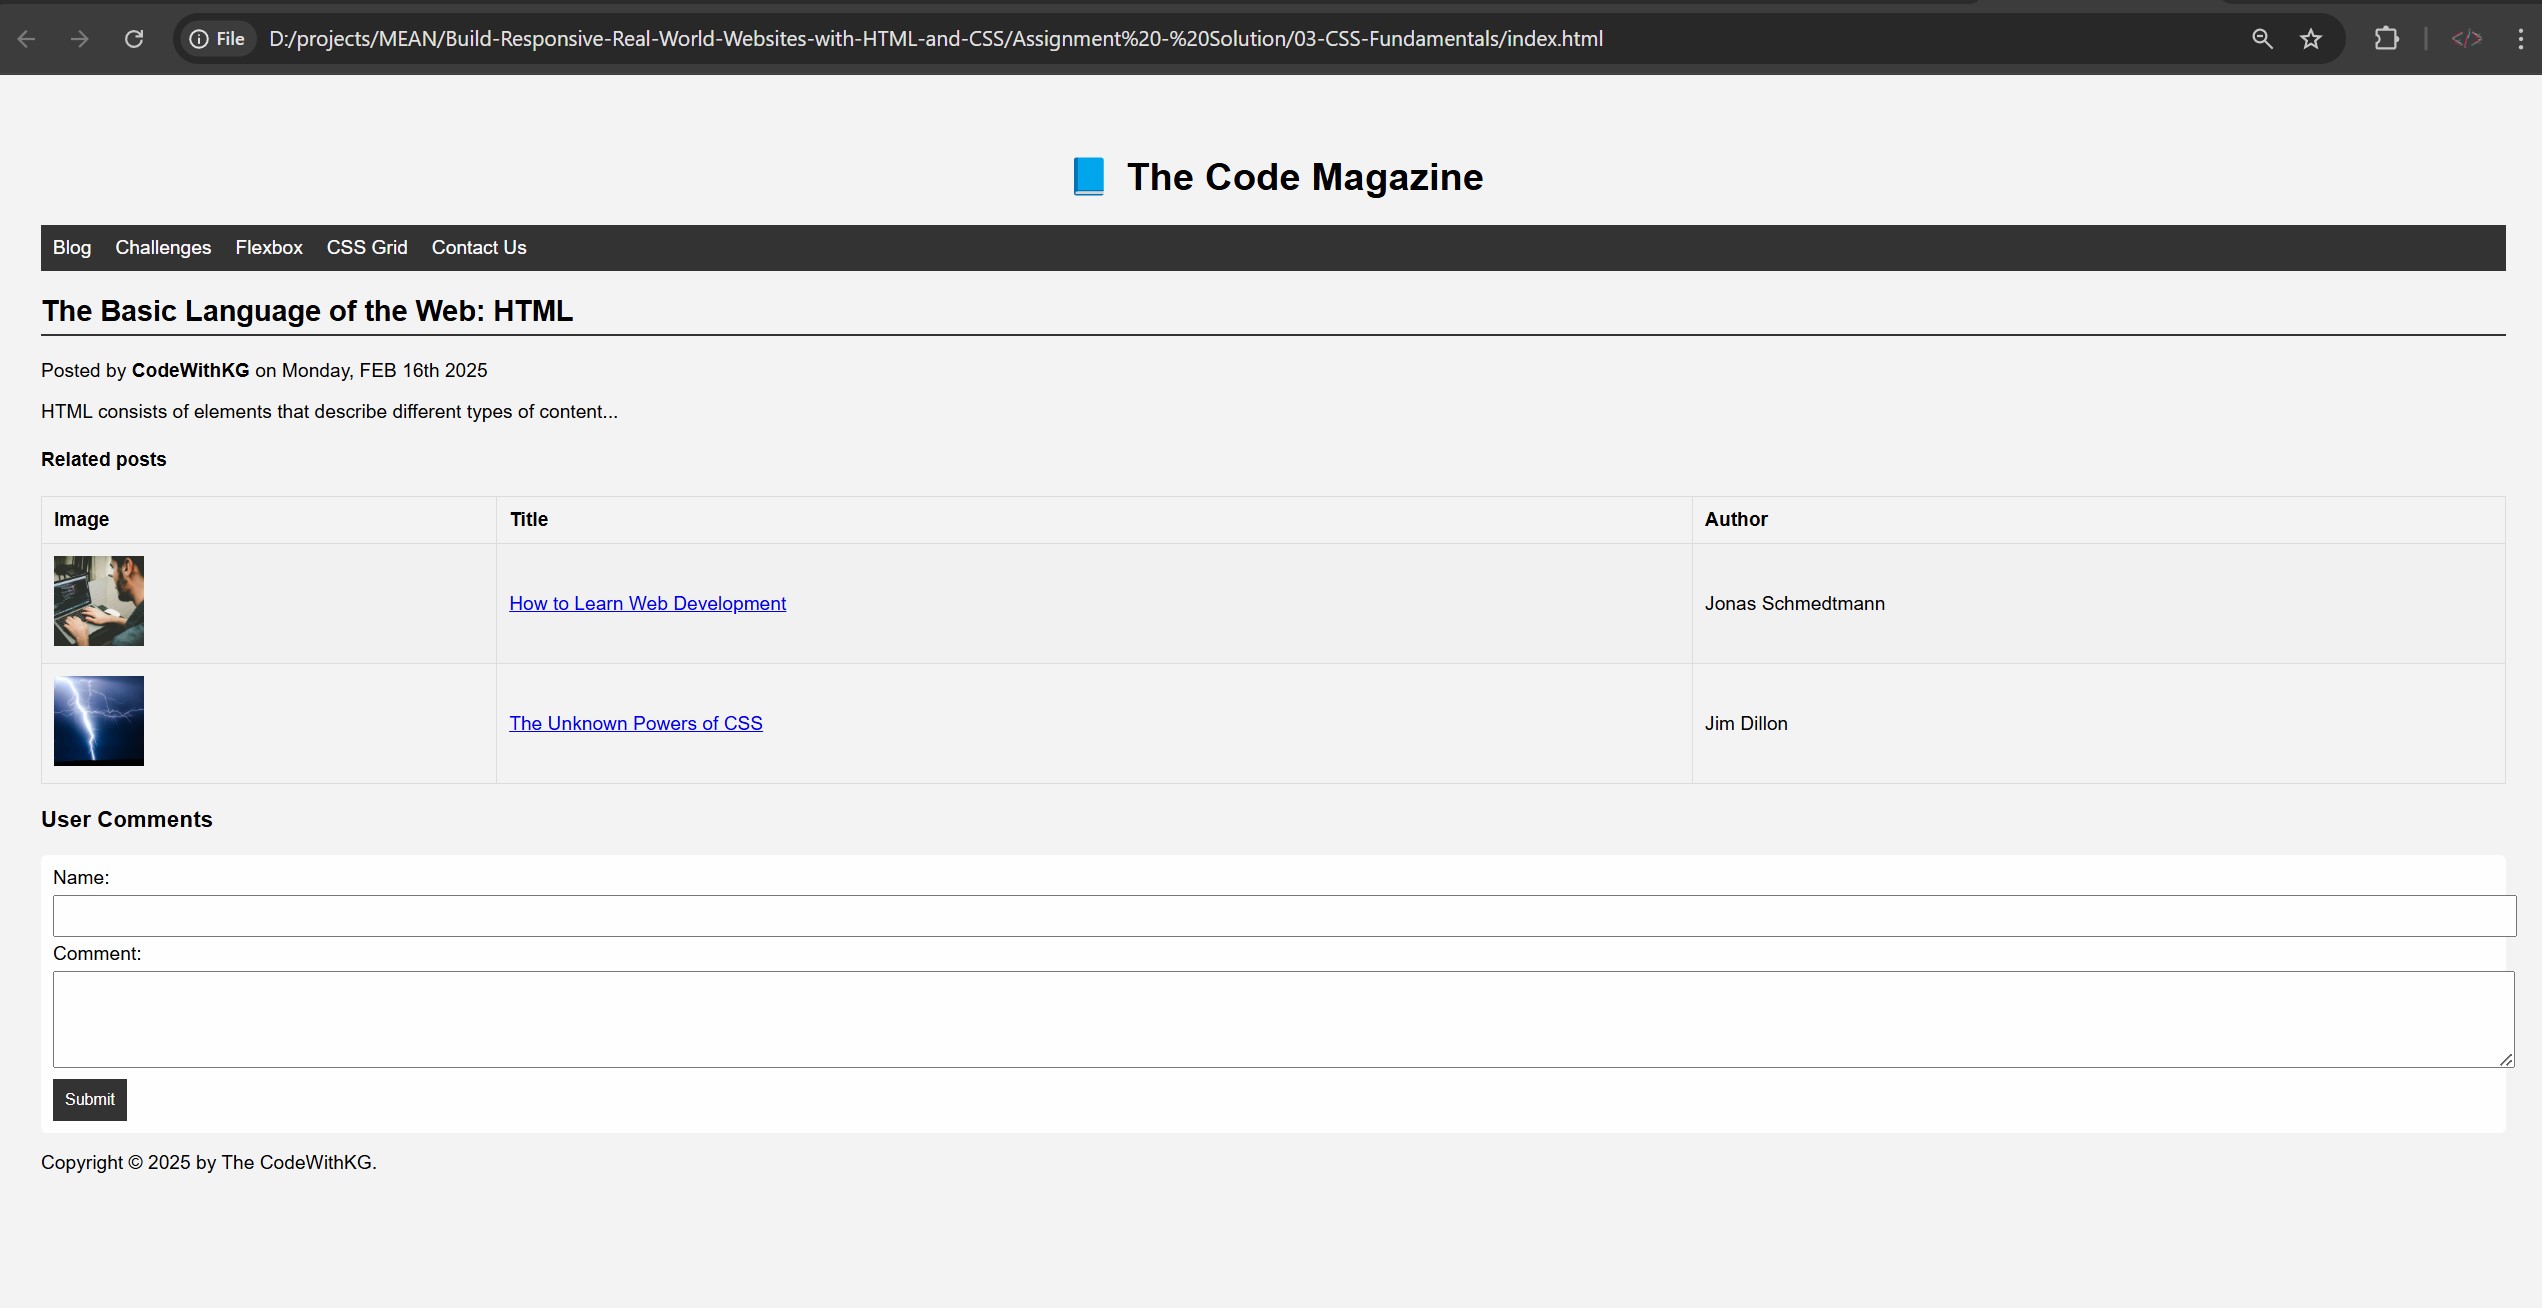 File D:/projects/MEAN/Build-Responsive-Real-World-Websites-with-HTML-and-CSS/Assignment%20-%20Solution/03-CSS-Fundamentals/index.html
📘 The Code Magazine
Blog Challenges Flexbox CSS Grid Contact Us
The Basic Language of the Web: HTML
Posted by CodeWithKG on Monday, FEB 16th 2025
HTML consists of elements that describe different types of content...
Related posts
Image Title Author
How to Learn Web Development Jonas Schmedtmann
The Unknown Powers of CSS Jim Dillon
User Comments
Name:
Comment:
Submit
Copyright © 2025 by The CodeWithKG.